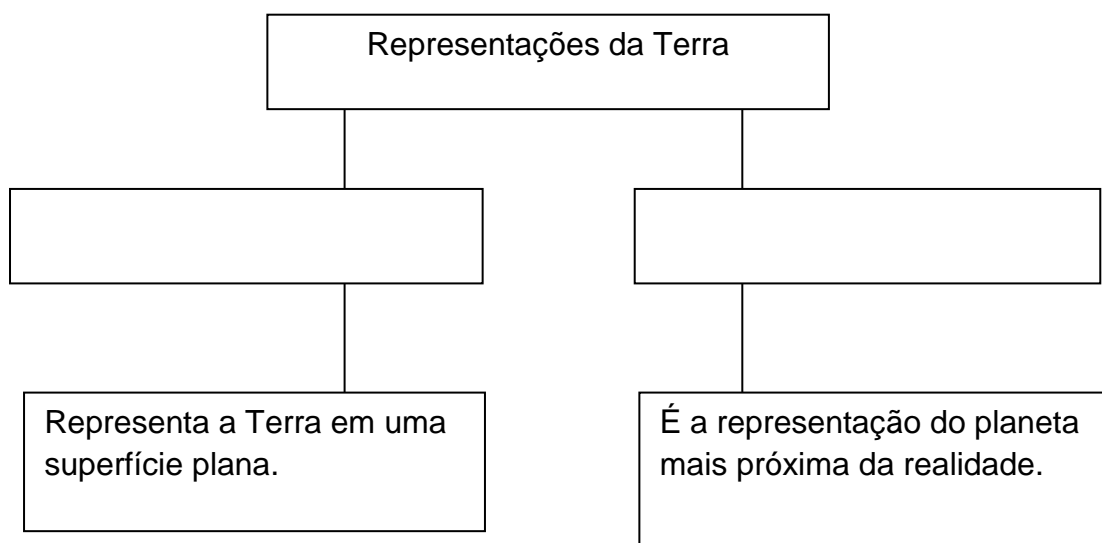 Representações da Terra
Representa a Terra em uma
superfície plana.
É a representação do planeta
mais próxima da realidade.